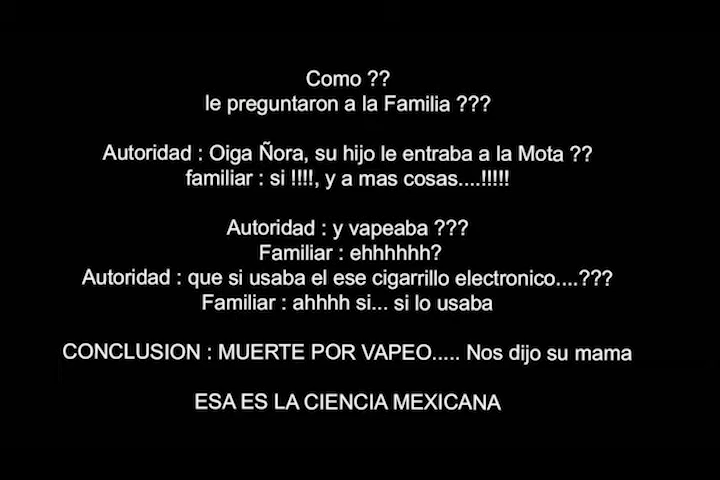 Como ??
le preguntaron a la Familia ???
Autoridad : Oiga Ñora, su hijo le entraba a la Mota ??
familiar : si !!!!, y a mas cosas....!!!!!
Autoridad : y vapeaba ???
Familiar : ehhhhhh?
Autoridad : que si usaba el ese cigarrillo electronico....???
Familiar : ahhhh si... si lo usaba
CONCLUSION : MUERTE POR VAPEO..... Nos dijo su mama
ESA ES LA CIENCIA MEXICANA